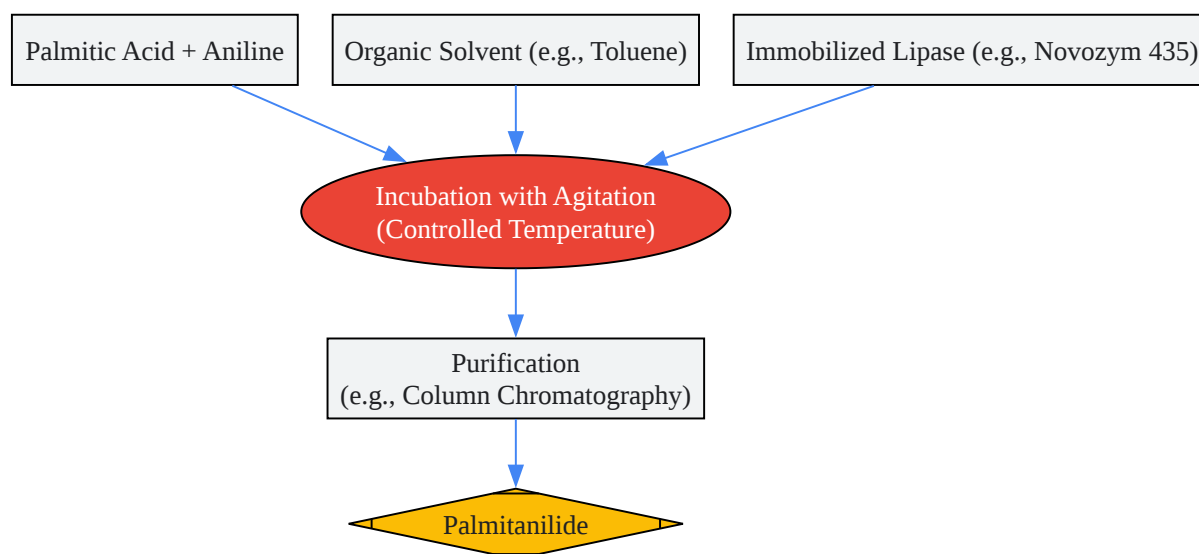 Palmitic Acid + Aniline
Organic Solvent (e.g., Toluene)
Immobilized Lipase (e.g., Novozym 435)
Incubation with Agitation
(Controlled Temperature)
Purification
(e.g., Column Chromatography)
Palmitanilide